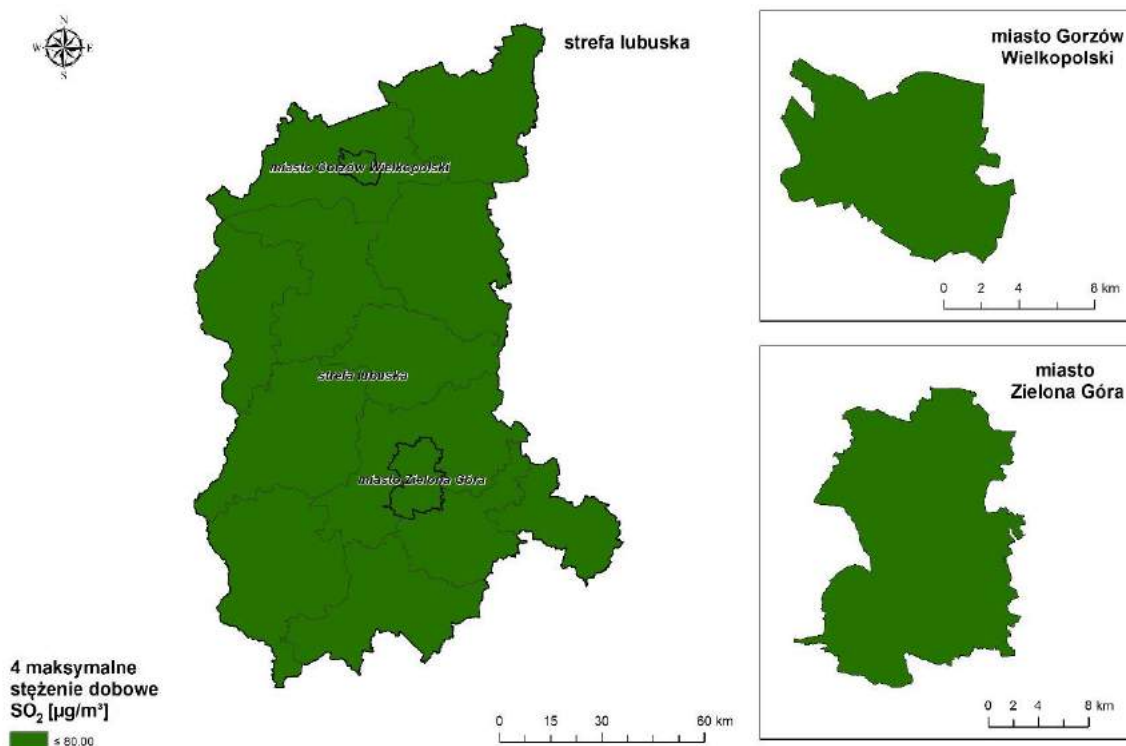 N
W E
S
strefa lubuska
miasto Gorzów Wielkopolski
strefa lubuska
miasto Zielona Góra
4 maksymalne
stężenie dobowe
SO₂ [µg/m³]
≤ 80.00
0 15 30 60 km
miasto Gorzów
Wielkopolski
0 2 4 8 km
miasto
Zielona Góra
0 2 4 8 km